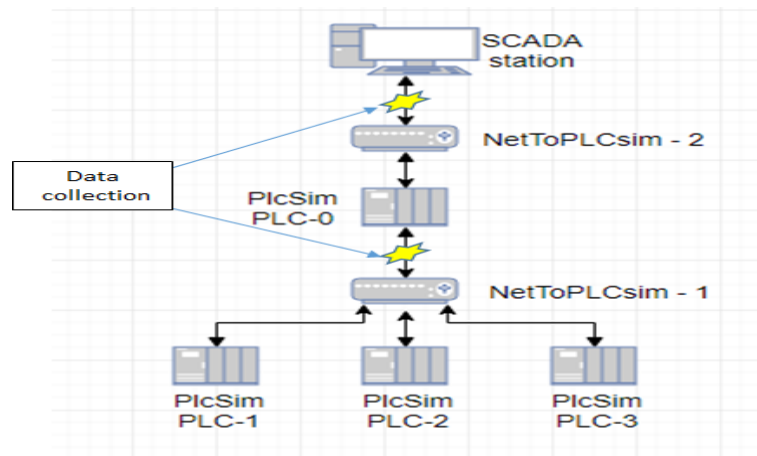 SCADA
station
NetToPLCsim - 2
Data
collection
PlcSim
PLC-0
NetToPLCsim - 1
PlcSim
PLC-1
PlcSim
PLC-2
PlcSim
PLC-3